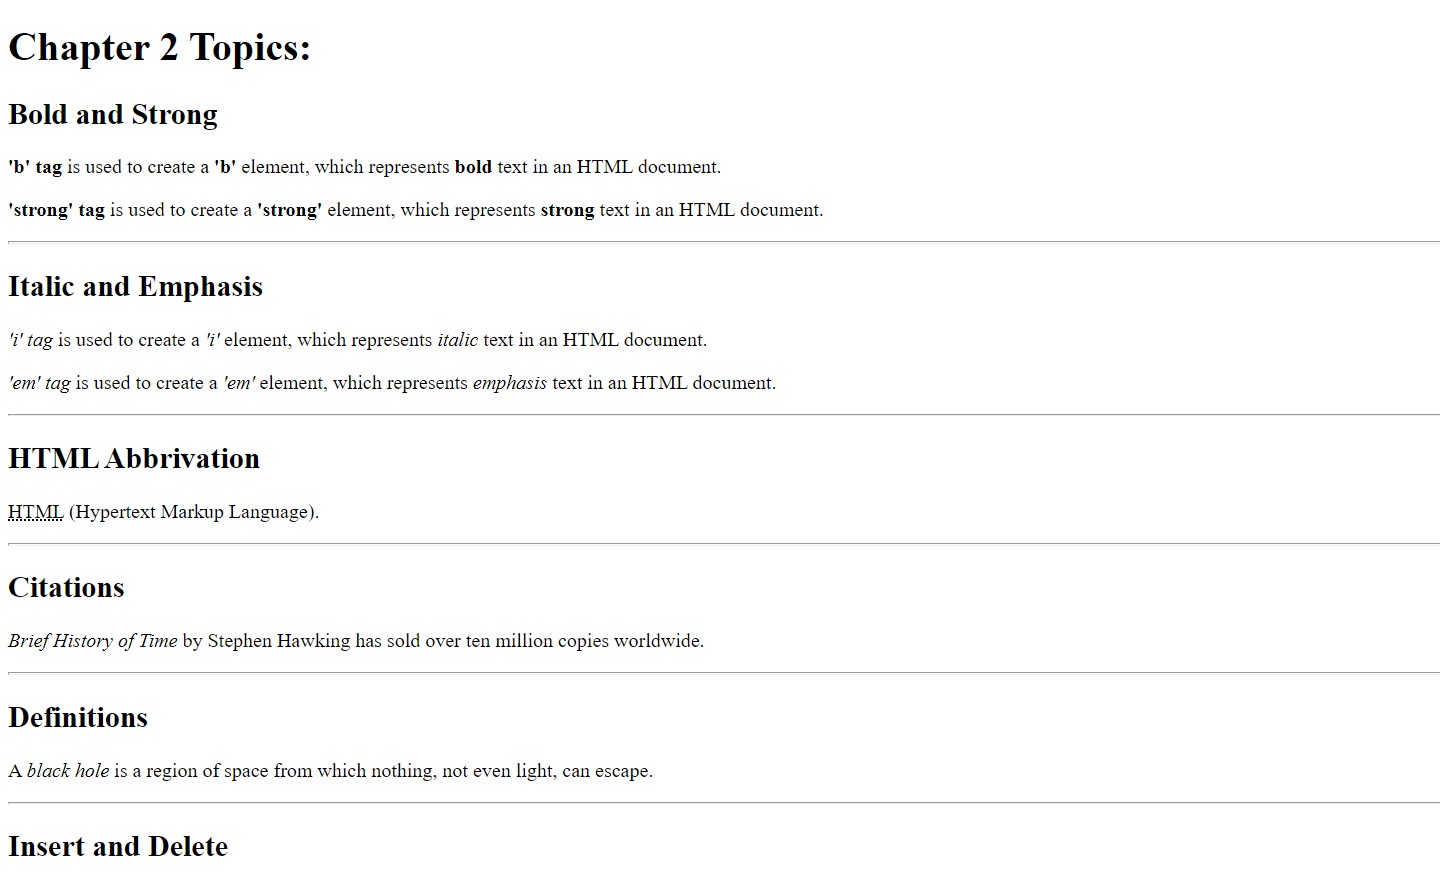 Chapter 2 Topics:
Bold and Strong
'b' tag is used to create a 'b' element, which represents bold text in an HTML document.
'strong' tag is used to create a 'strong' element, which represents strong text in an HTML document.
Italic and Emphasis
'i' tag is used to create a 'i' element, which represents italic text in an HTML document.
'em' tag is used to create a 'em' element, which represents emphasis text in an HTML document.
HTML Abbrivation
HTML (Hypertext Markup Language).
Citations
Brief History of Time by Stephen Hawking has sold over ten million copies worldwide.
Definitions
A black hole is a region of space from which nothing, not even light, can escape.
Insert and Delete